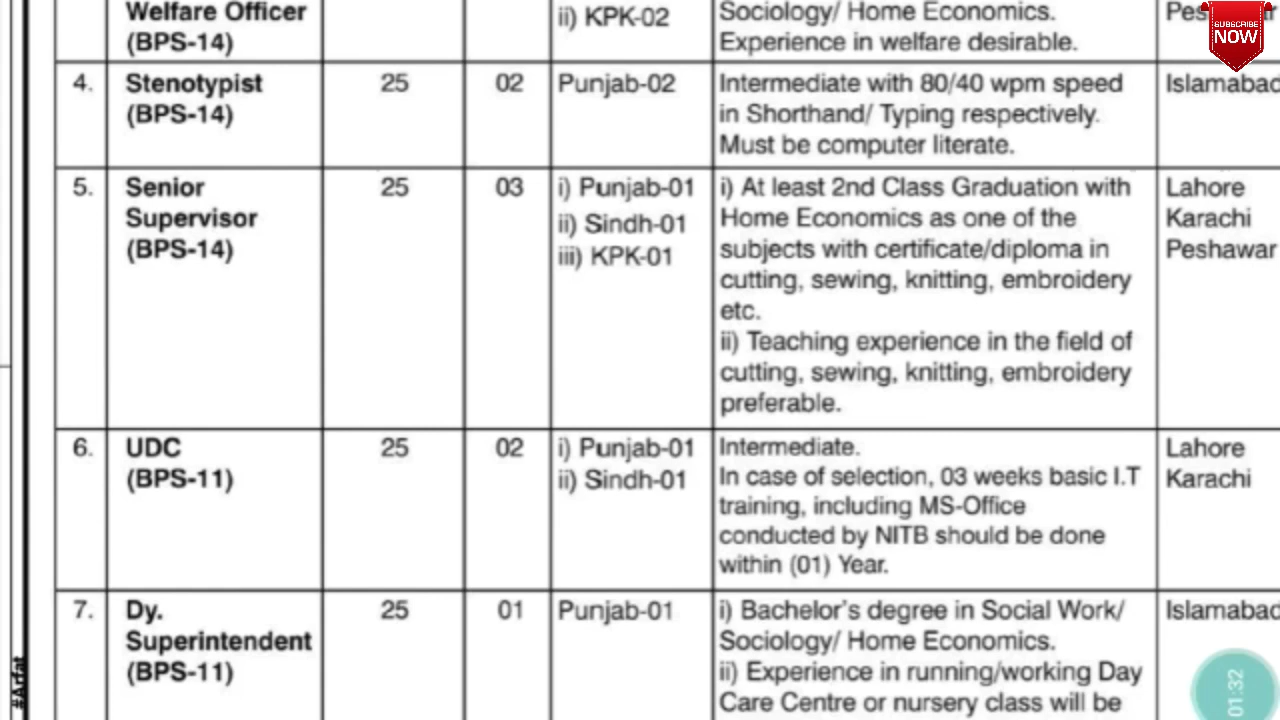 Welfare Officer
(BPS-14)
ii) KPK-02
Sociology/ Home Economics.
Experience in welfare desirable.
SUBSCRIBE
NOW
4.
Stenotypist
(BPS-14)
25
02
Punjab-02
Intermediate with 80/40 wpm speed
in Shorthand/ Typing respectively.
Must be computer literate.
Islamabad
5.
Senior
Supervisor
(BPS-14)
25
03
i) Punjab-01
ii) Sindh-01
iii) KPK-01
i) At least 2nd Class Graduation with
Home Economics as one of the
subjects with certificate/diploma in
cutting, sewing, knitting, embroidery
etc.
ii) Teaching experience in the field of
cutting, sewing, knitting, embroidery
preferable.
Lahore
Karachi
Peshawar
6.
UDC
(BPS-11)
25
02
i) Punjab-01
ii) Sindh-01
Intermediate.
In case of selection, 03 weeks basic I.T
training, including MS-Office
conducted by NITB should be done
within (01) Year.
Lahore
Karachi
7.
Dy.
Superintendent
(BPS-11)
25
01
Punjab-01
i) Bachelor's degree in Social Work/
Sociology/ Home Economics.
ii) Experience in running/working Day
Care Centre or nursery class will be
Islamabad
01:32
#Arfat